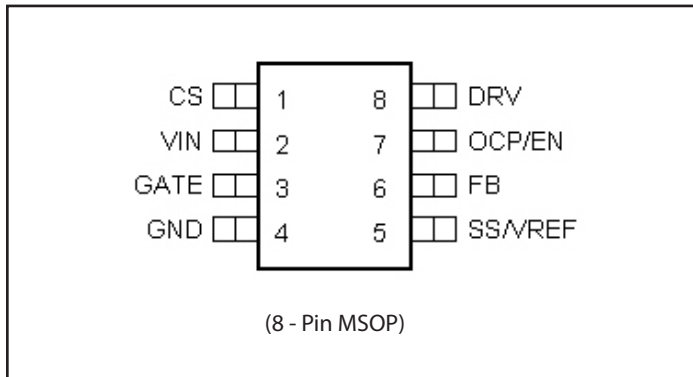 CS 1 8 DRV
VIN 2 7 OCP/EN
GATE 3 6 FB
GND 4 5 SS/VREF
(8 - Pin MSOP)